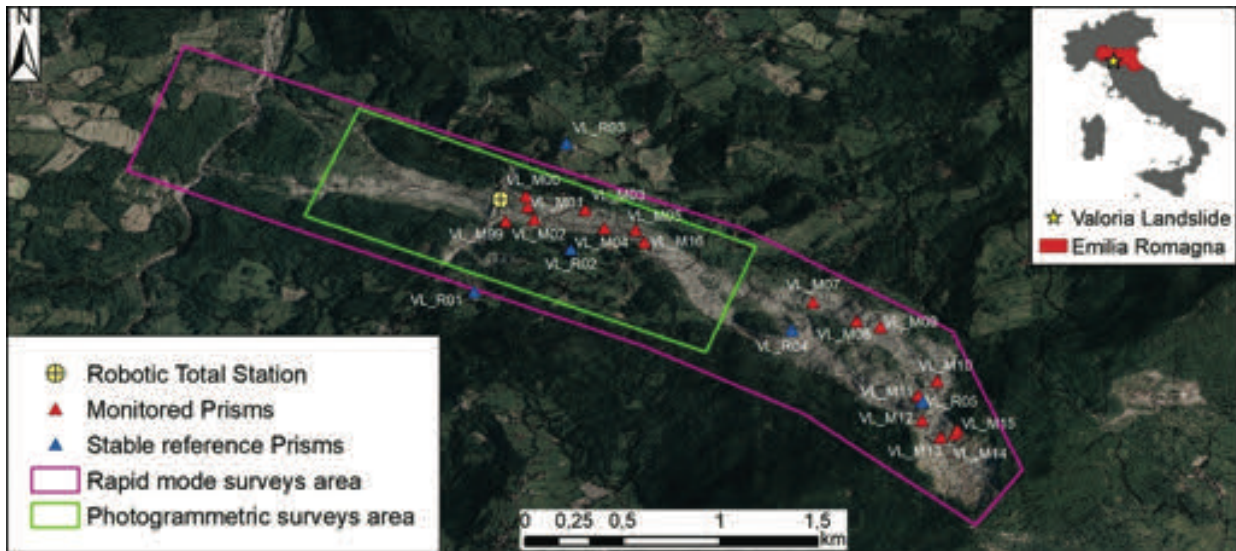 N
VL_R03
VL_M00
VL_M01
VL_M03
VL_M99
VL_M02
VL_M04
VL_M05
VL_M16
VL_R02
VL_R01
VL_M07
VL_R04
VL_M09
VL_M10
VL_M11
VL_R05
VL_M12
VL_M15
VL_M13
VL_M14
Valoria Landslide
Emilia Romagna
Robotic Total Station
Monitored Prisms
Stable reference Prisms
Rapid mode surveys area
Photogrammetric surveys area
0 0,25 0,5 1 1,5
km